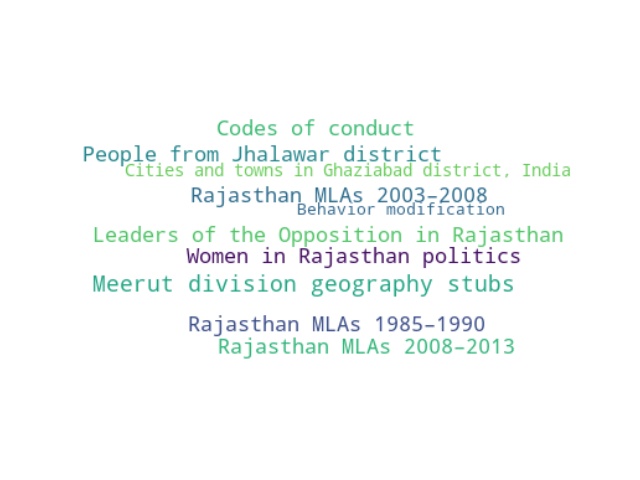 Codes of conduct
People from Jhalawar district
Cities and towns in Ghaziabad district, India
Rajasthan MLAs 2003–2008
Behavior modification
Leaders of the Opposition in Rajasthan
Women in Rajasthan politics
Meerut division geography stubs
Rajasthan MLAs 1985–1990
Rajasthan MLAs 2008–2013